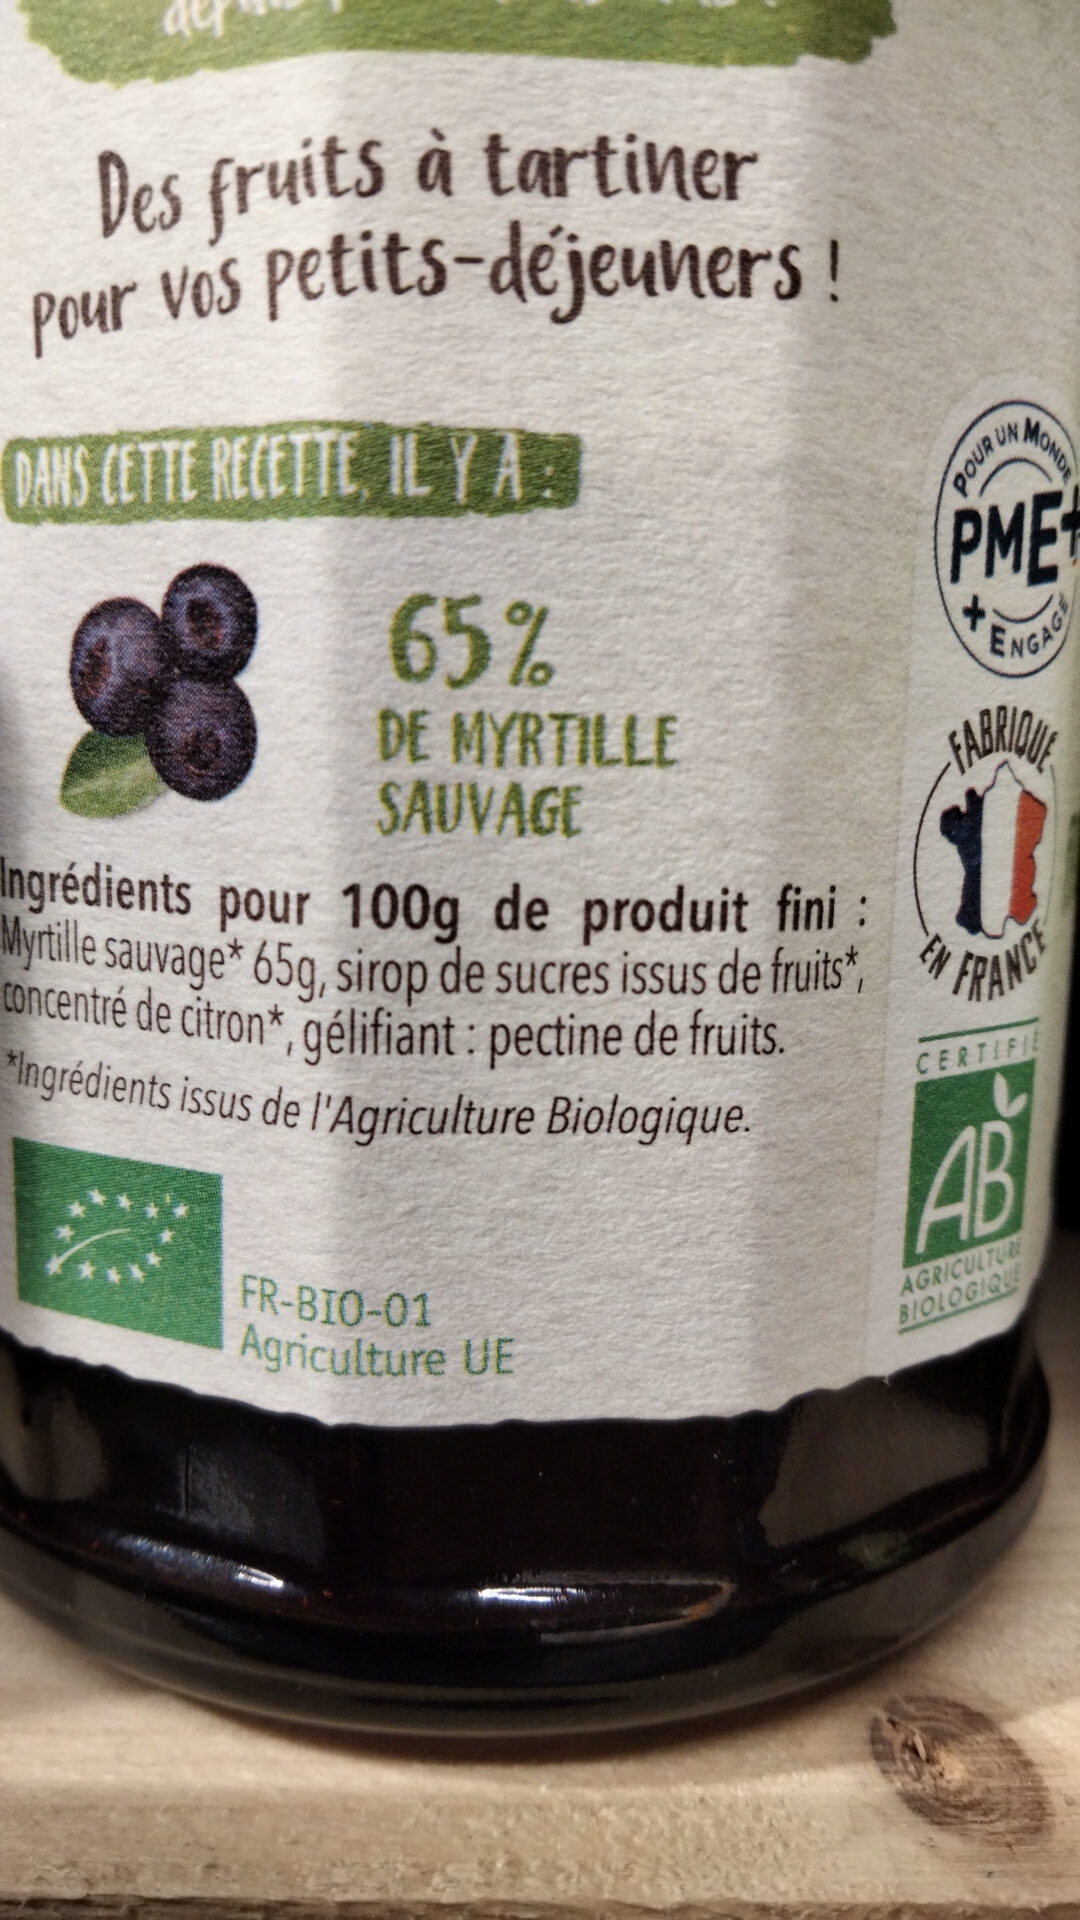 Des fruits à tartiner
pour vos petits-déjeuners !
DANS CETTE RECETTE, IL Y A :
65%
DE MYRTILLE
SAUVAGE
Ingrédients pour 100g de produit fini :
Myrtille sauvage* 65g, sirop de sucres issus de fruits*,
concentré de citron*, gélifiant : pectine de fruits.
*Ingrédients issus de l'Agriculture Biologique.
FR-BIO-01
Agriculture UE
POUR UN MONDE
PME+
+ ENGAGÉ
FABRIQUÉ
EN FRANCE
CERTIFIÉ
AB
AGRICULTURE
BIOLOGIQUE